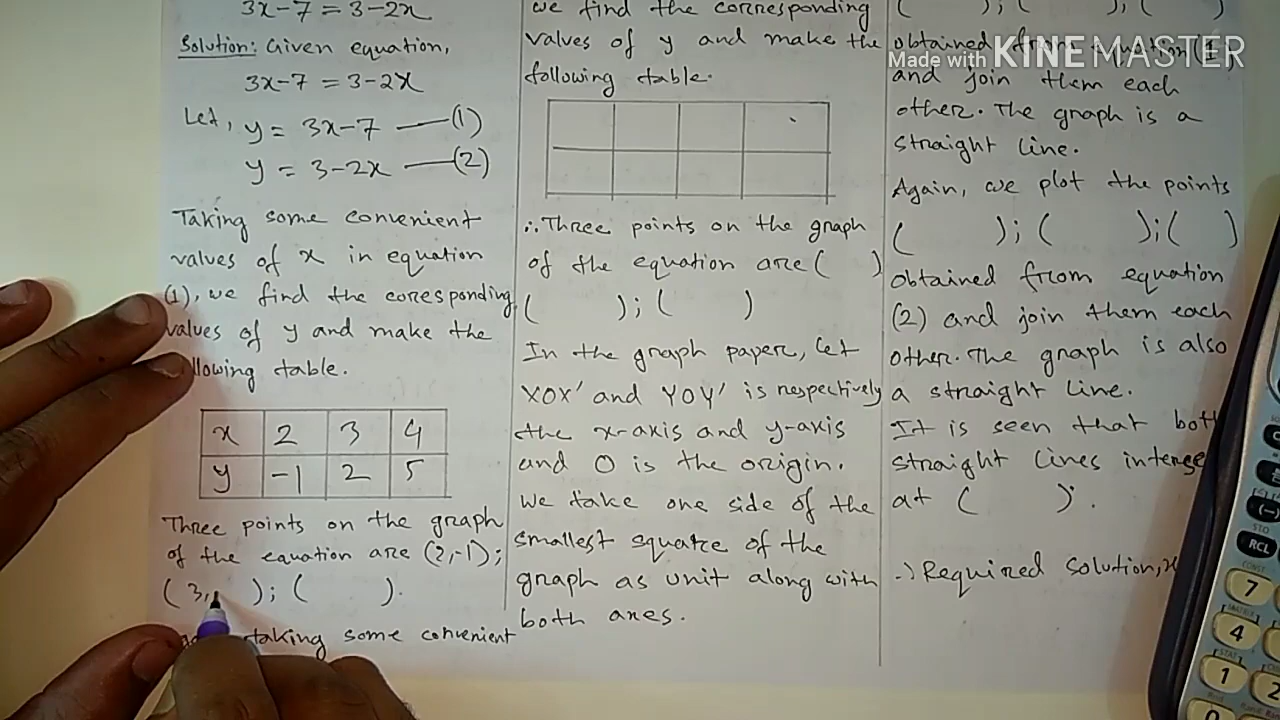 3x-7 = 3-2x
Solution: Given equation,
3x-7 = 3-2x
Let, y = 3x-7 —(1)
y = 3-2x —(2)
Taking some convenient
values of x in equation
(1), we find the coresponding
values of y and make the
table.
x 2 3 4
y -1 2 5
Three points on the graph
of the equation are (2,-1);
(3, ); ( ).
taking some convenient
we find the corresponding
values of y and make the
following table.
∴ Three points on the graph
of the equation are ( )
( ); ( )
In the graph paper, let
XOX' and YOY' is respectively
the x-axis and y-axis
and O is the origin.
we take one side of the
smallest square of the
graph as unit along with
both axes.
( ); ( ); ( )
obtained from equation (1)
and join them each
other. The graph is a
straight line.
Again, we plot the points
( ); ( ); ( )
obtained from equation
(2) and join them each
other. The graph is also
a straight line.
It is seen that both
straight lines
at ( ).
∴ Required solution, x
Made with KINEMASTER
RCL
7
4
1
0